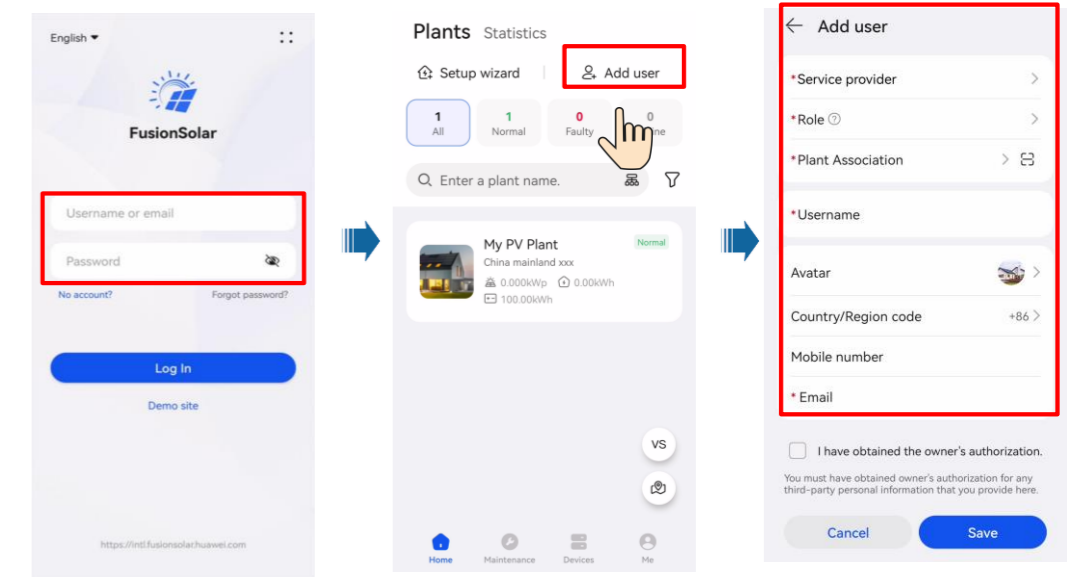 English
FusionSolar
Username or email
Password
No account?
Forgot password?
Log In
Demo site
https://intl.fusionsolar.huawei.com
Plants Statistics
Setup wizard
Add user
1
All
1
Normal
0
Faulty
0
Enter a plant name.
My PV Plant
Normal
China mainland xxx
0.000kWp
0.00kWh
100.00kWh
VS
Home
Maintenance
Devices
Me
Add user
*Service provider
*Role
*Plant Association
*Username
Avatar
Country/Region code
+86
Mobile number
*Email
I have obtained the owner's authorization.
You must have obtained owner's authorization for any
third-party personal information that you provide here.
Cancel
Save